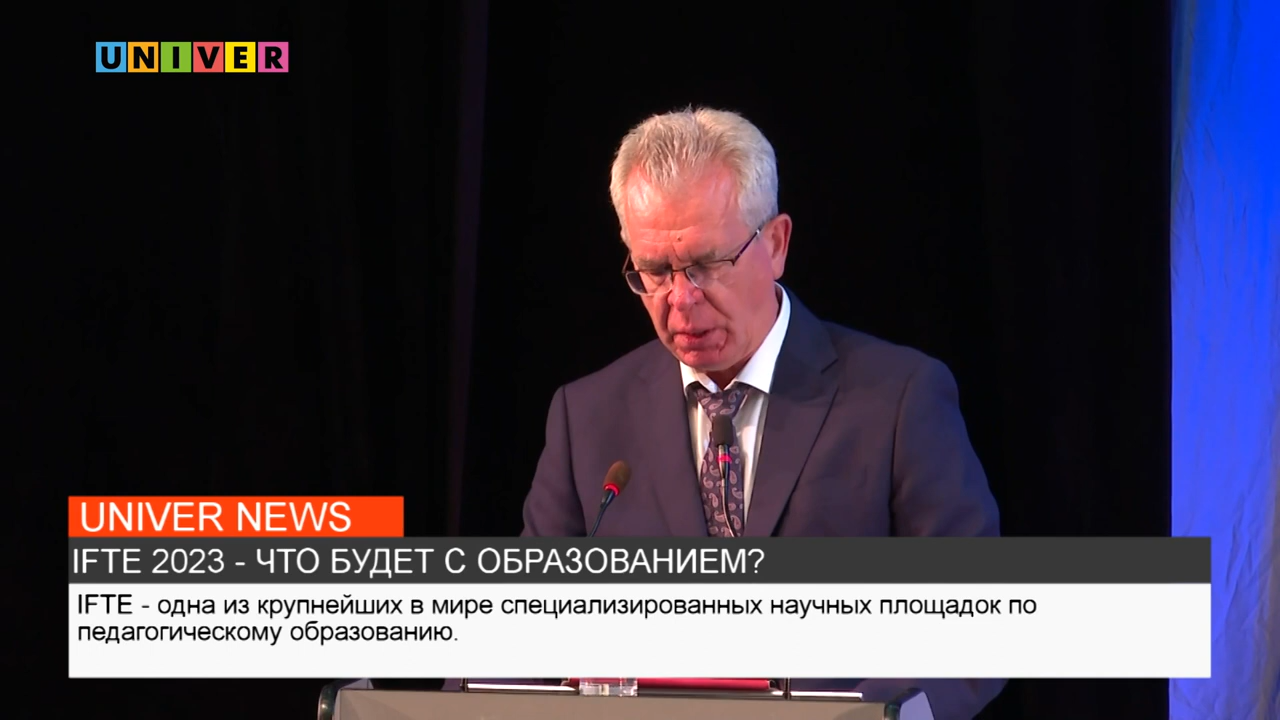 UNIVER
UNIVER NEWS
IFTE 2023 - ЧТО БУДЕТ С ОБРАЗОВАНИЕМ?
IFTE - одна из крупнейших в мире специализированных научных площадок по
педагогическому образованию.